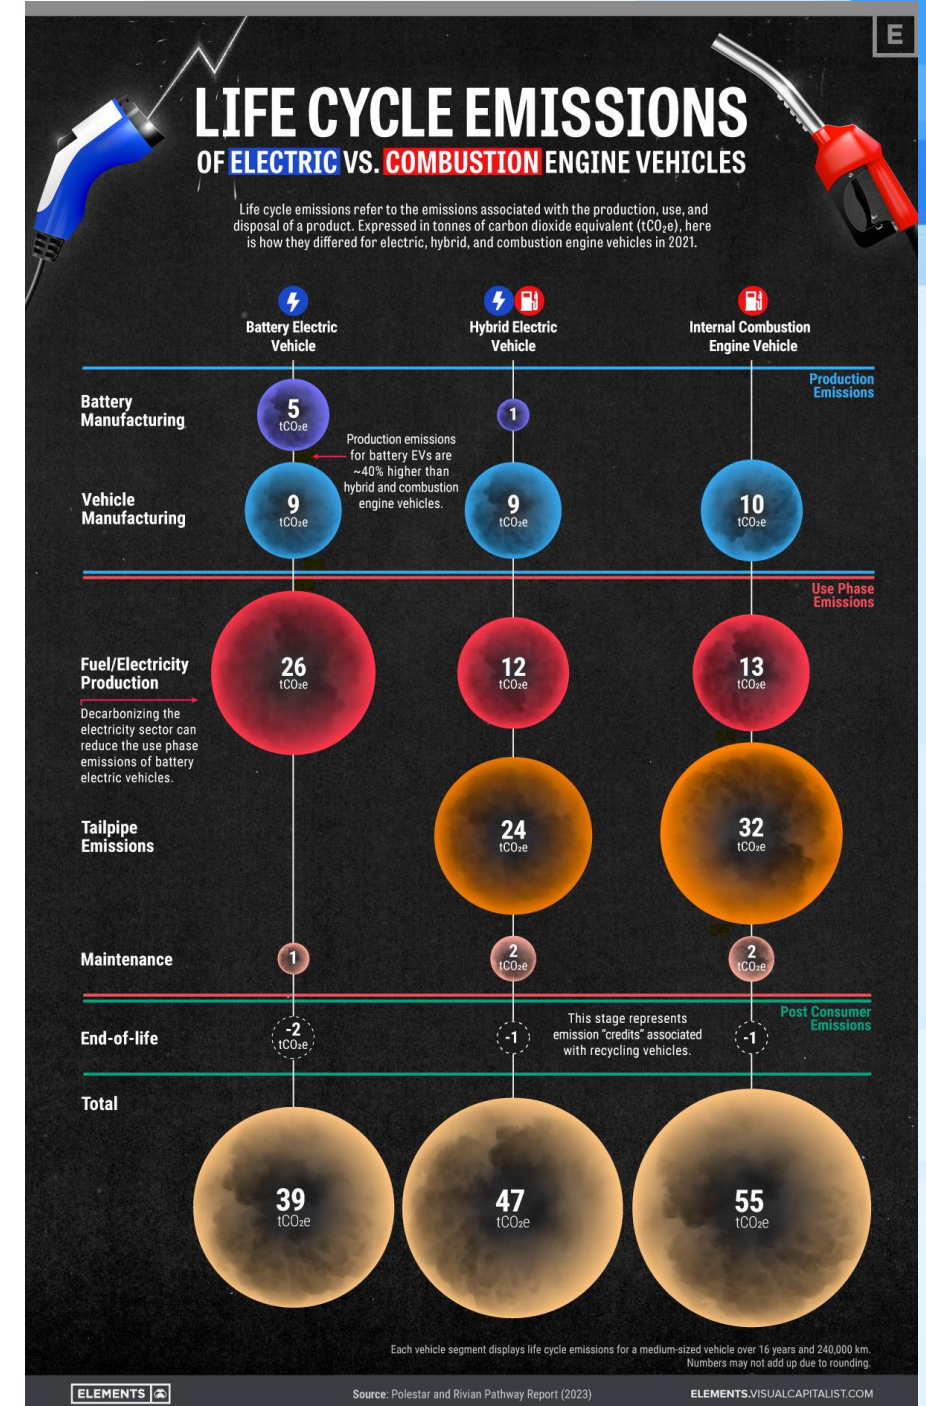 E
LIFE CYCLE EMISSIONS
OF ELECTRIC VS. COMBUSTION ENGINE VEHICLES
Life cycle emissions refer to the emissions associated with the production, use, and
disposal of a product. Expressed in tonnes of carbon dioxide equivalent (tCO₂e), here
is how they differed for electric, hybrid, and combustion engine vehicles in 2021.
Battery Electric
Vehicle
Hybrid Electric
Vehicle
Internal Combustion
Engine Vehicle
Production
Emissions
Battery
Manufacturing
5
tCO₂e
1
Production emissions
for battery EVs are
~40% higher than
hybrid and combustion
engine vehicles.
Vehicle
Manufacturing
9
tCO₂e
9
tCO₂e
10
tCO₂e
Use Phase
Emissions
Fuel/Electricity
Production
26
tCO₂e
12
tCO₂e
13
tCO₂e
Decarbonizing the
electricity sector can
reduce the use phase
emissions of battery
electric vehicles.
Tailpipe
Emissions
24
tCO₂e
32
tCO₂e
Maintenance
1
2
tCO₂e
2
tCO₂e
Post Consumer
Emissions
End-of-life
-2
tCO₂e
-1
This stage represents
emission "credits" associated
with recycling vehicles.
-1
Total
39
tCO₂e
47
tCO₂e
55
tCO₂e
Each vehicle segment displays life cycle emissions for a medium-sized vehicle over 16 years and 240,000 km.
Numbers may not add up due to rounding.
ELEMENTS
Source: Polestar and Rivian Pathway Report (2023)
ELEMENTS.VISUALCAPITALIST.COM